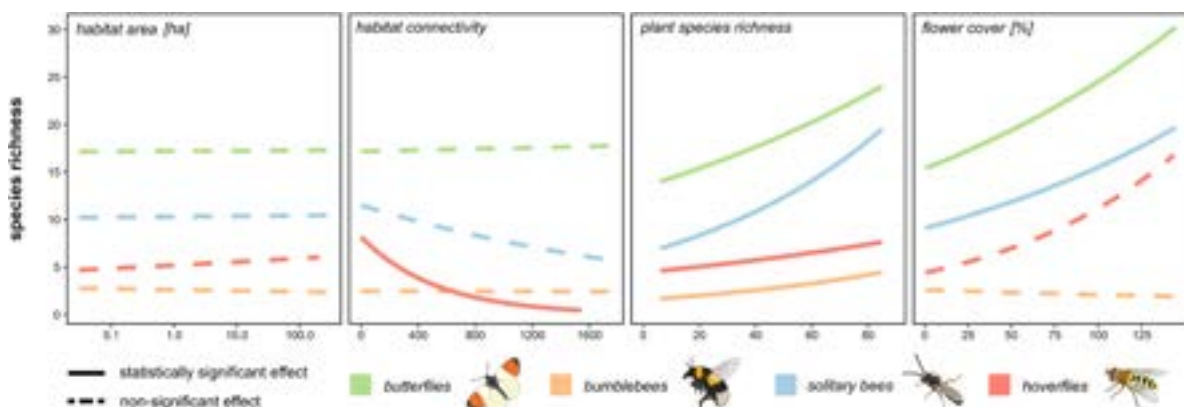 habitat area [ha]
habitat connectivity
plant species richness
flower cover [%]
species richness
30
25
20
15
10
5
0
0.1 1.0 10.0 100.0
0 400 800 1200 1600
0 20 40 60 80
0 25 50 75 100 125
statistically significant effect
non-significant effect
butterflies
bumblebees
solitary bees
hoverflies